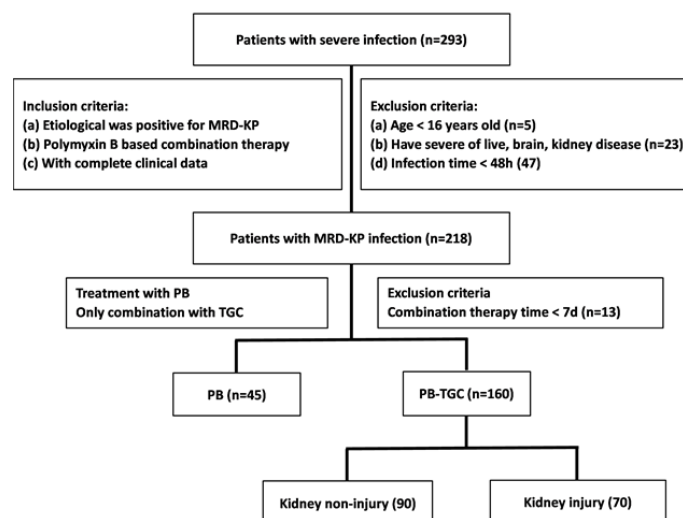 Patients with severe infection (n=293)
Inclusion criteria:
(a) Etiological was positive for MRD-KP
(b) Polymyxin B based combination therapy
(c) With complete clinical data
Exclusion criteria:
(a) Age < 16 years old (n=5)
(b) Have severe of live, brain, kidney disease (n=23)
(d) Infection time < 48h (47)
Patients with MRD-KP infection (n=218)
Treatment with PB
Only combination with TGC
Exclusion criteria
Combination therapy time < 7d (n=13)
PB (n=45)
PB-TGC (n=160)
Kidney non-injury (90)
Kidney injury (70)